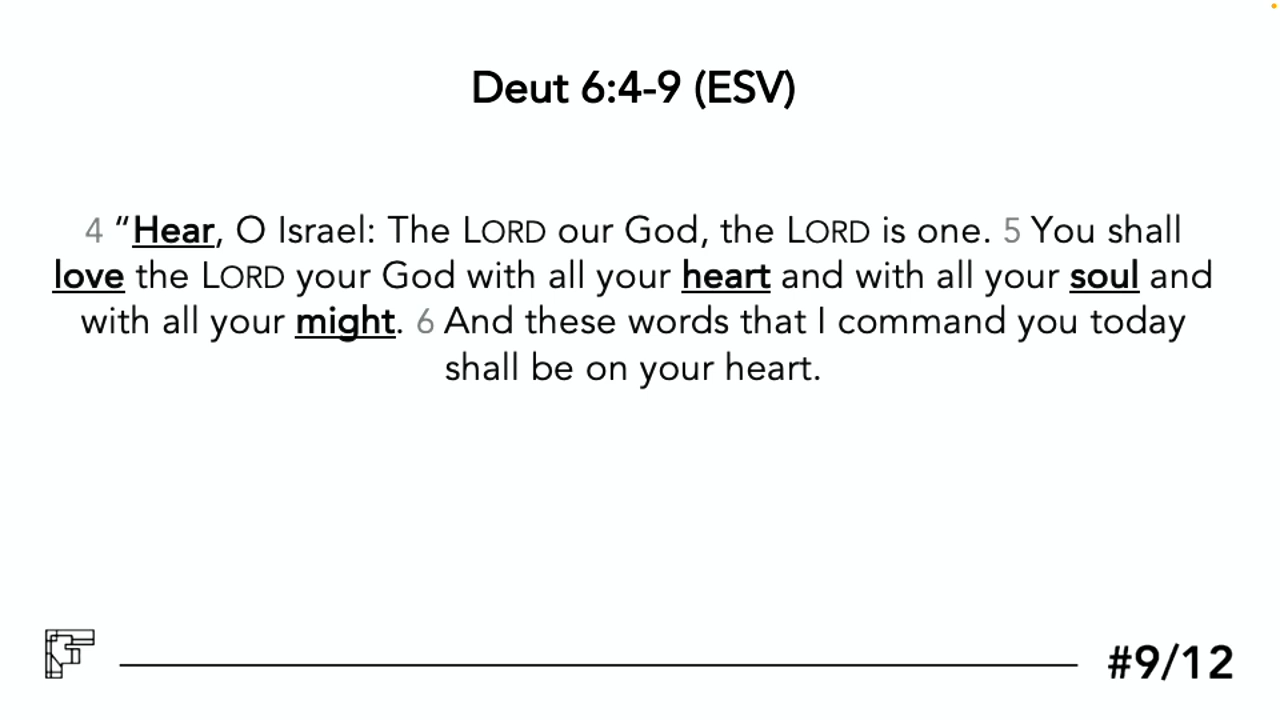 Deut 6:4-9 (ESV)
4 “Hear, O Israel: The LORD our God, the LORD is one. 5 You shall
love the LORD your God with all your heart and with all your soul and
with all your might. 6 And these words that I command you today
shall be on your heart.
#9/12